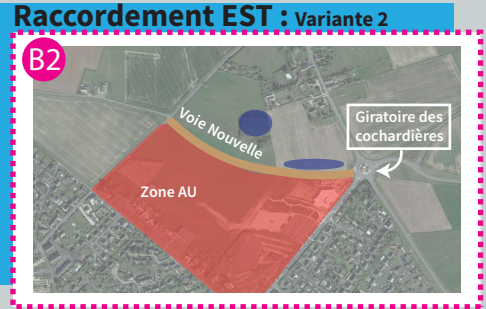 Raccordement EST : Variante 2
B2
Voie Nouvelle
Giratoire des
cochardières
Zone AU